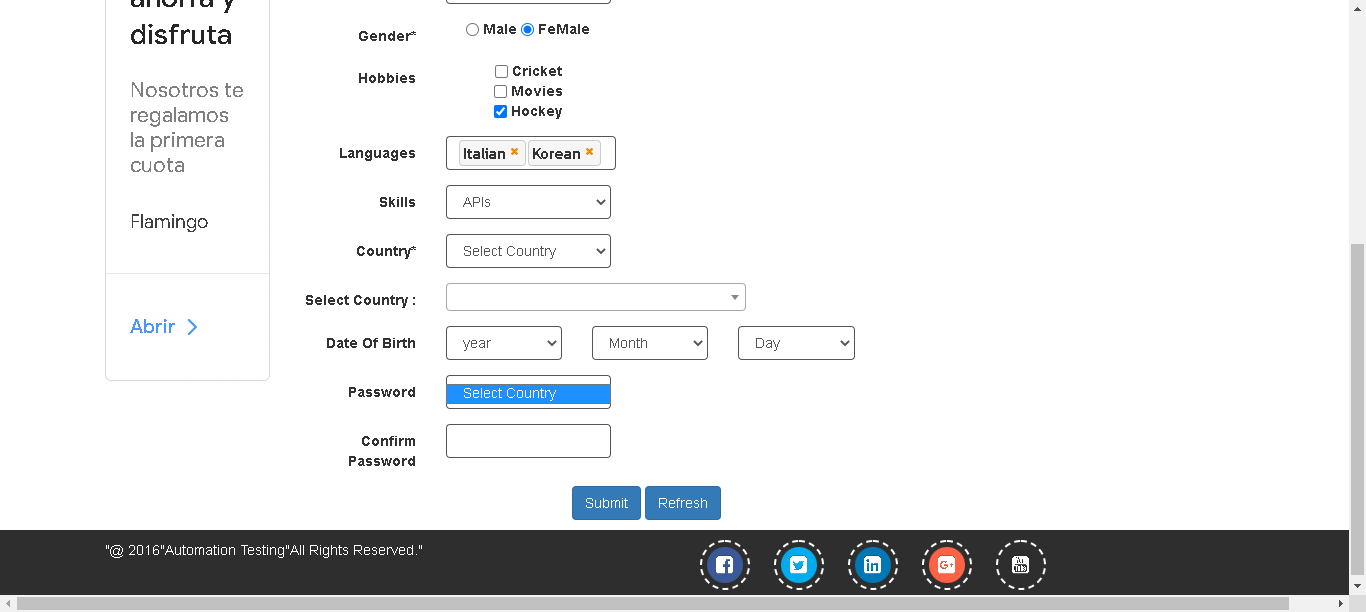 ahorra y
disfruta
Nosotros te
regalamos
la primera
cuota
Flamingo
Abrir
Gender*
Male FeMale
Hobbies
Cricket
Movies
Hockey
Languages
Italian Korean
Skills
APIs
Country*
Select Country
Select Country :
Date Of Birth
year Month Day
Password
Select Country
Confirm
Password
Submit Refresh
"@ 2016"Automation Testing"All Rights Reserved."